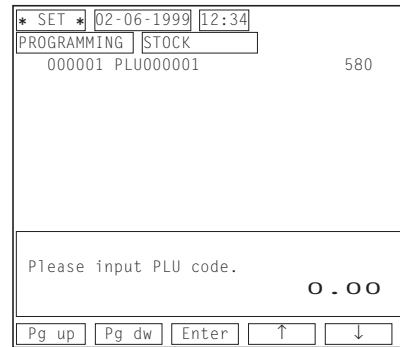 * SET * 02-06-1999 12:34
PROGRAMMING STOCK
000001 PLU000001 580
Please input PLU code.
0.00
Pg up Pg dw Enter ↑ ↓